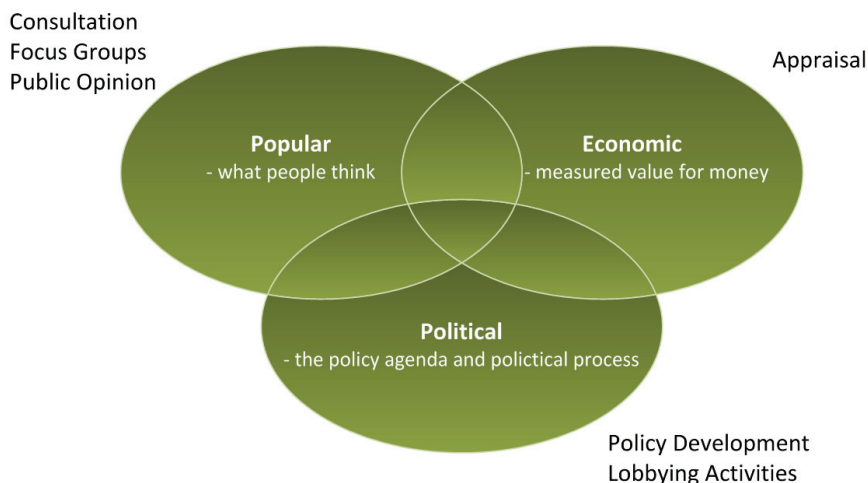 Consultation
Focus Groups
Public Opinion
Appraisal
Popular
- what people think
Economic
- measured value for money
Political
- the policy agenda and polictical process
Policy Development
Lobbying Activities